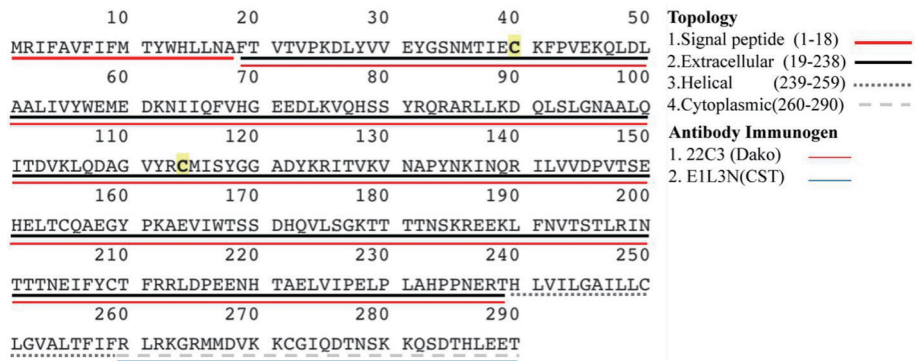 10 20 30 40 50
MRIFAVFIFM TYWHLLNAFT VTVPKDLYVV EYGSNMTIEC KFPVEKQLDL
60 70 80 90 100
AALIVYWEME DKNIIQFVHG EEDLKVQHSS YRQRARLLKD QLSLGNAALQ
110 120 130 140 150
ITDVKLQDAG VYRCMISYGG ADYKRITVKV NAPYNKINQR ILVVDPVTSE
160 170 180 190 200
HELTCQAEGY PKAEVIWTSS DHQVLSGKTT TTNSKREEKL FNVTSTLRIN
210 220 230 240 250
TTTNEIFYCT FRRLDPEENH TAELVIPELP LAHPPNERTH LVILGAILLC
260 270 280 290
LGVALTFIFR LRKGRMMDVK KCGIQDTNSK KQSDTHLEET
Topology
1.Signal peptide (1-18)
2.Extracellular (19-238)
3.Helical (239-259)
4.Cytoplasmic(260-290)
Antibody Immunogen
1. 22C3 (Dako)
2. E1L3N(CST)